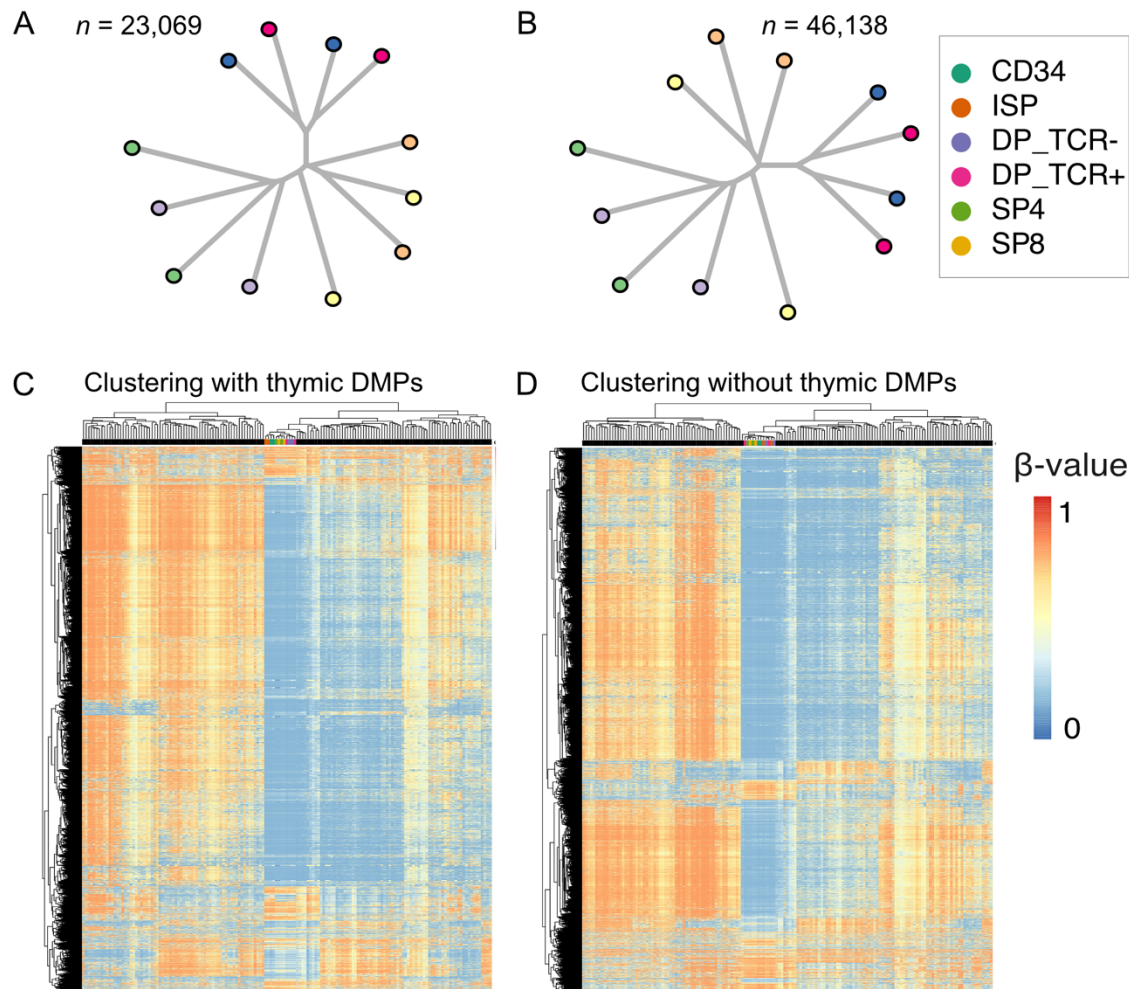 A
n = 23,069
B
n = 46,138
CD34
ISP
DP_TCR-
DP_TCR+
SP4
SP8
C
Clustering with thymic DMPs
D
Clustering without thymic DMPs
β-value
1
0